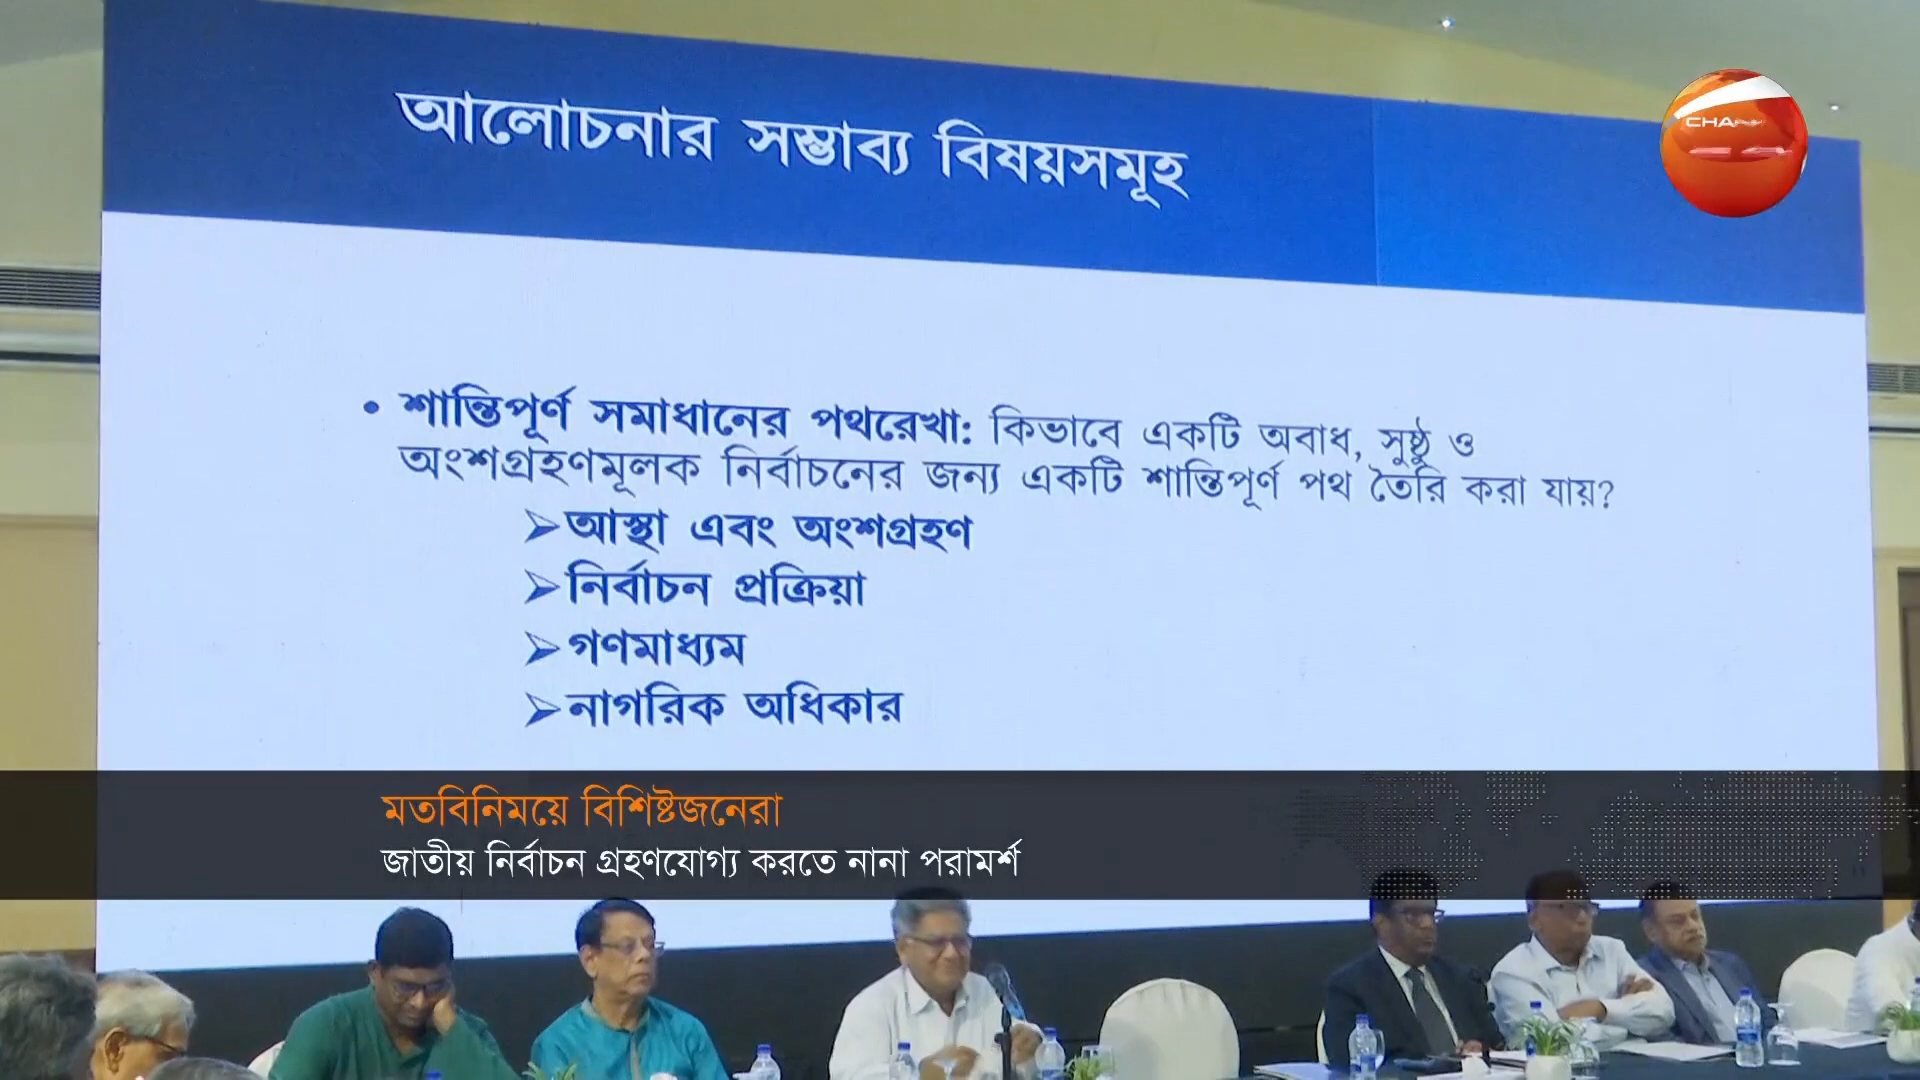 আলোচনার সম্ভাব্য বিষয়সমূহ
CHA
• শান্তিপূর্ণ সমাধানের পথরেখা: কিভাবে একটি অবাধ, সুষ্ঠু ও
অংশগ্রহণমূলক নির্বাচনের জন্য একটি শান্তিপূর্ণ পথ তৈরি করা যায়?
➢আস্থা এবং অংশগ্রহণ
➢নির্বাচন প্রক্রিয়া
➢গণমাধ্যম
➢নাগরিক অধিকার
মতবিনিময়ে বিশিষ্টজনেরা
জাতীয় নির্বাচন গ্রহণযোগ্য করতে নানা পরামর্শ